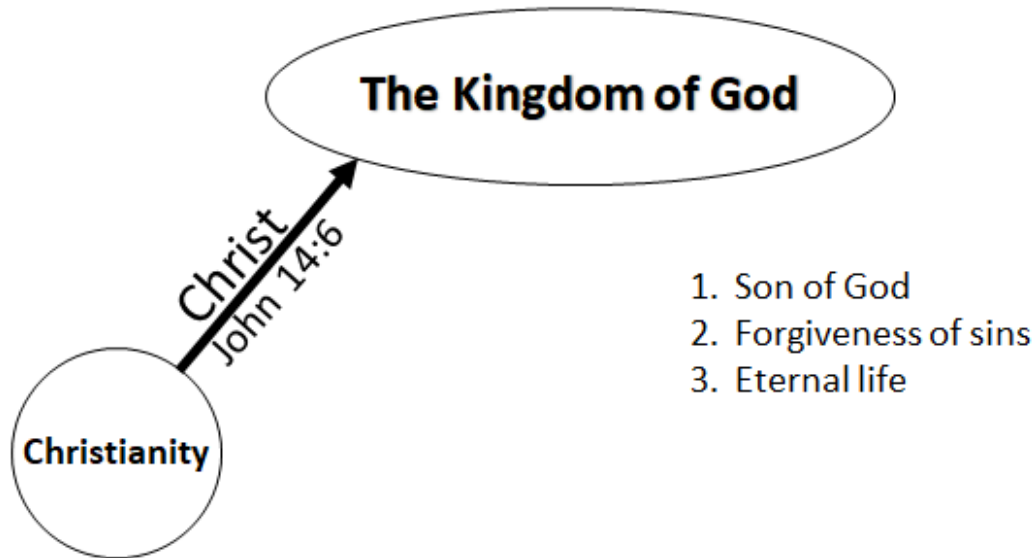 The Kingdom of God
Christ
John 14:6
1. Son of God
2. Forgiveness of sins
3. Eternal life
Christianity